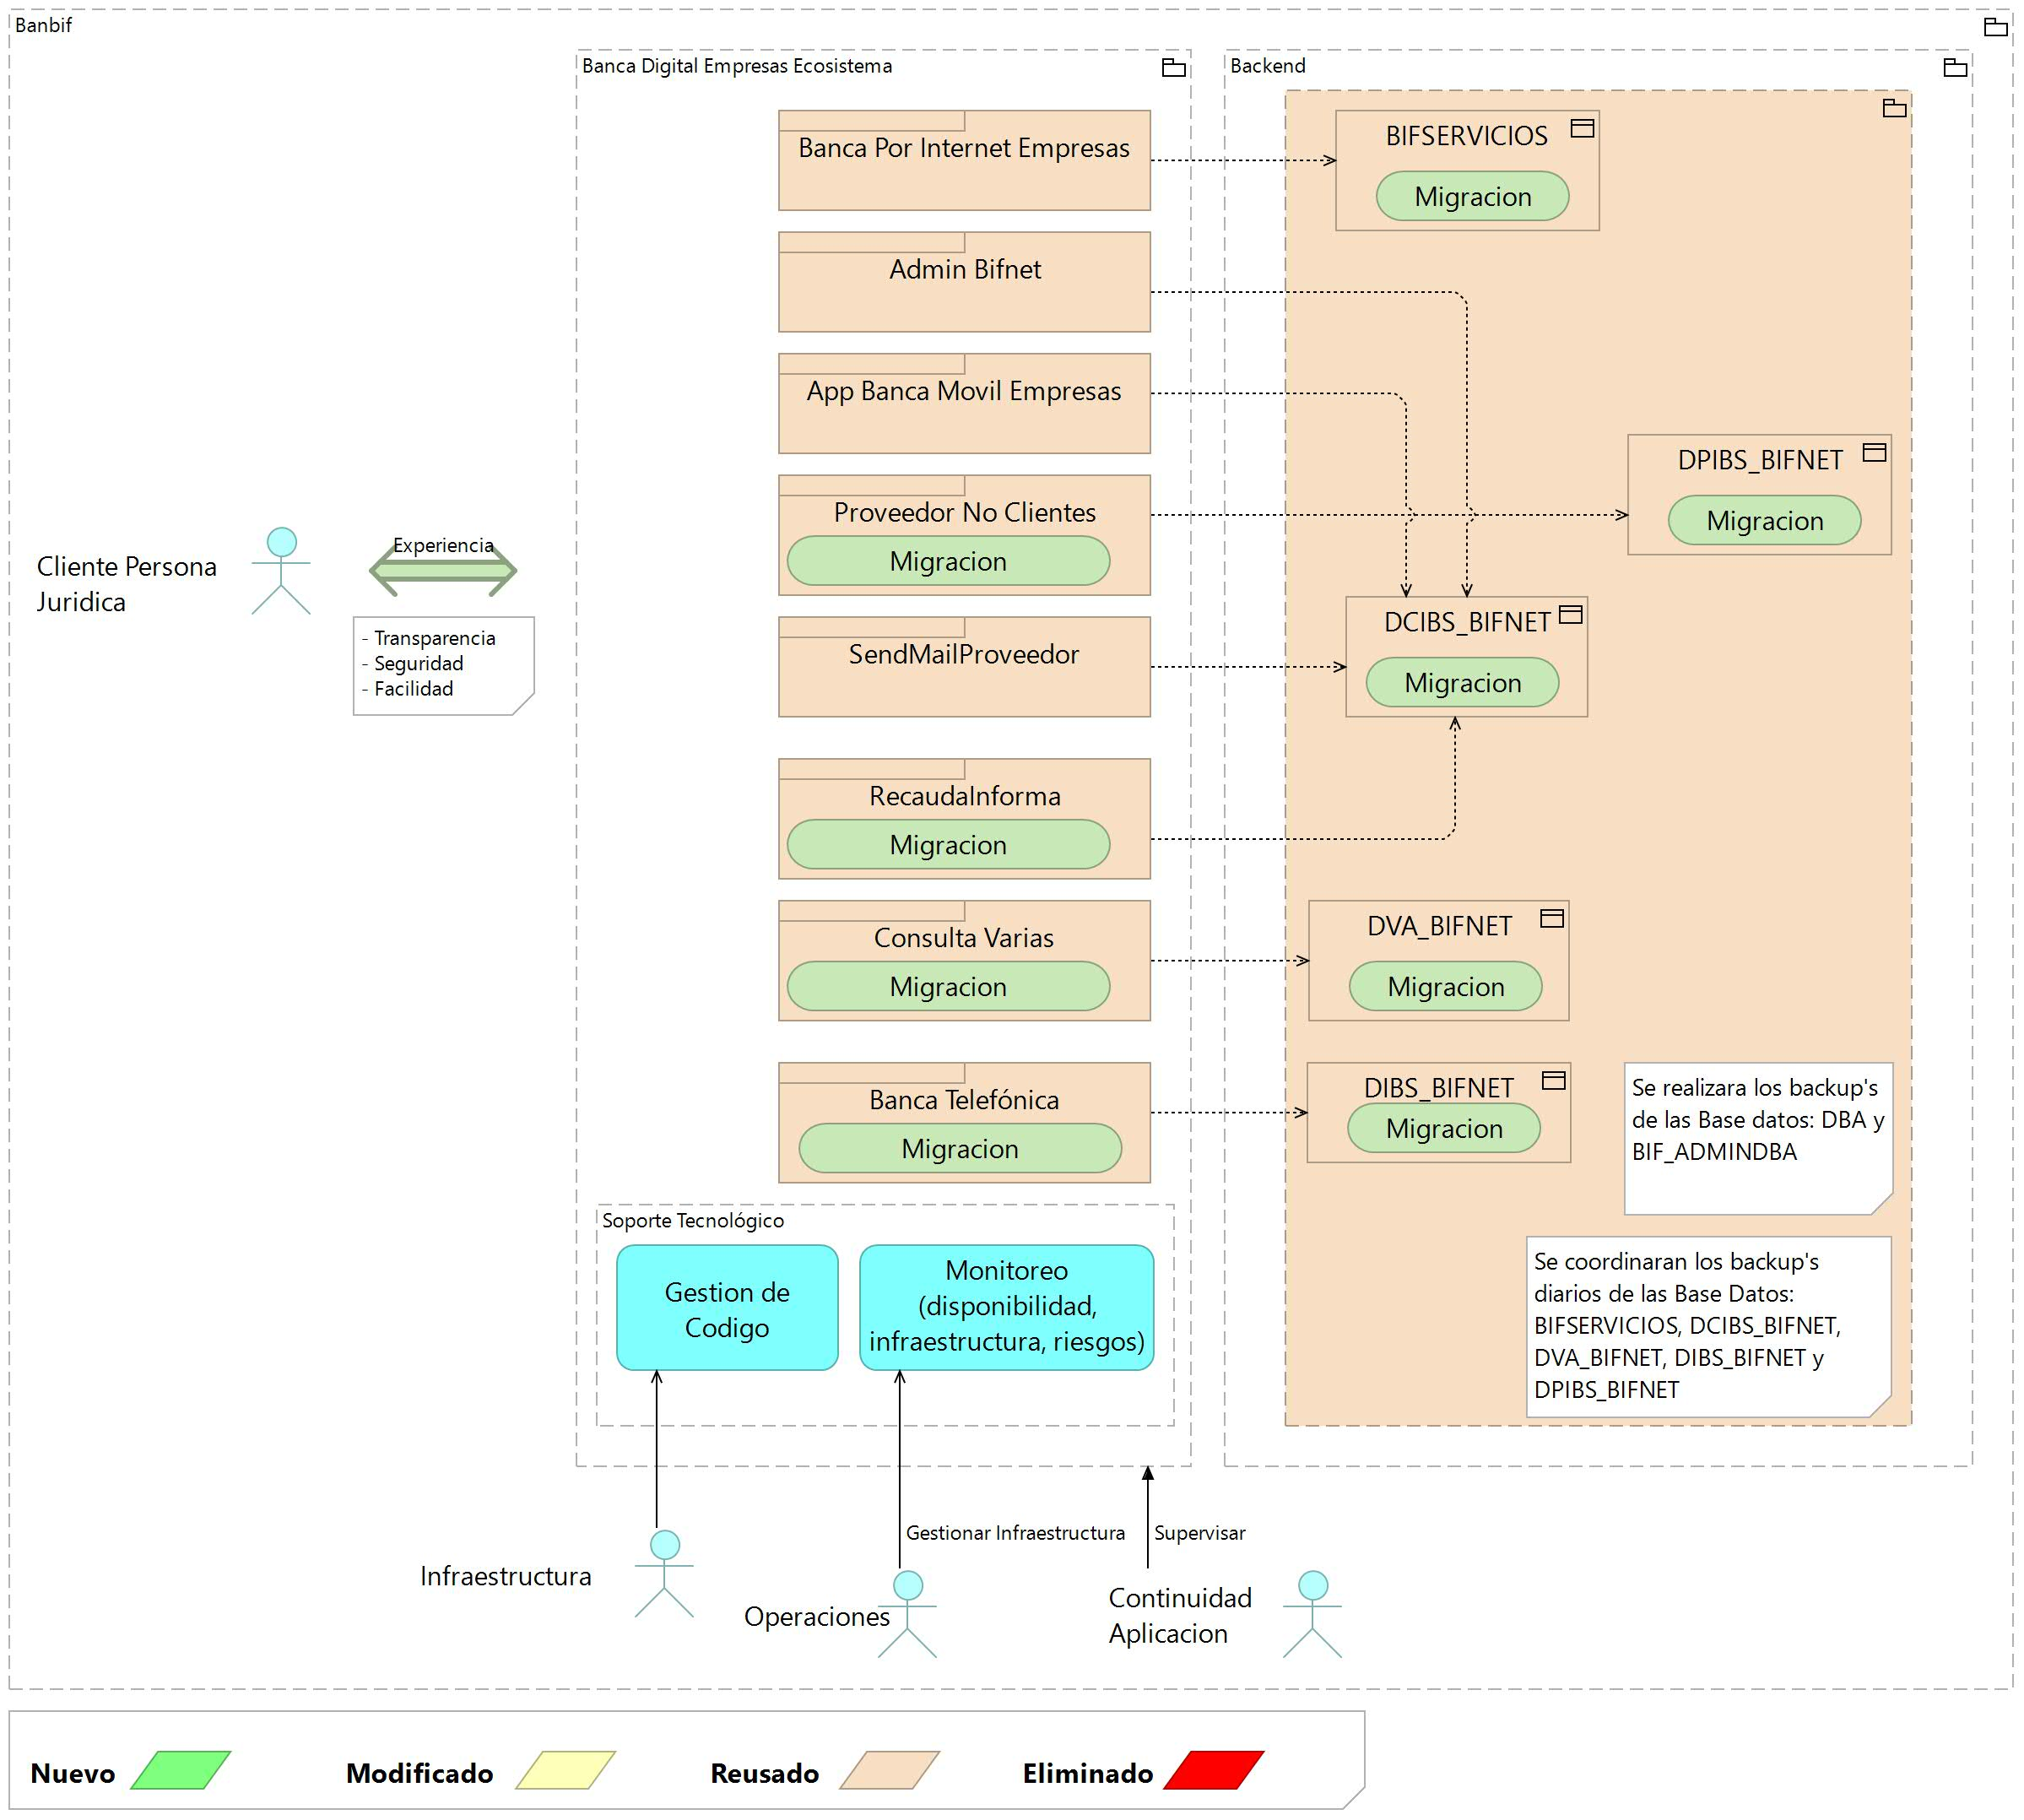 Banbif
Banca Digital Empresas Ecosistema
Backend
Banca Por Internet Empresas
BIFSERVICIOS
Migracion
Admin Bifnet
App Banca Movil Empresas
DPIBS_BIFNET
Migracion
Proveedor No Clientes
Migracion
Cliente Persona
Juridica
Experiencia
- Transparencia
- Seguridad
- Facilidad
SendMailProveedor
DCIBS_BIFNET
Migracion
RecaudaInforma
Migracion
Consulta Varias
Migracion
DVA_BIFNET
Migracion
Banca Telefónica
Migracion
DIBS_BIFNET
Migracion
Se realizara los backup's
de las Base datos: DBA y
BIF_ADMINDBA
Soporte Tecnológico
Gestion de
Codigo
Monitoreo
(disponibilidad,
infraestructura, riesgos)
Se coordinaran los backup's
diarios de las Base Datos:
BIFSERVICIOS, DCIBS_BIFNET,
DVA_BIFNET, DIBS_BIFNET y
DPIBS_BIFNET
Gestionar Infraestructura
Supervisar
Infraestructura
Operaciones
Continuidad
Aplicacion
Nuevo
Modificado
Reusado
Eliminado